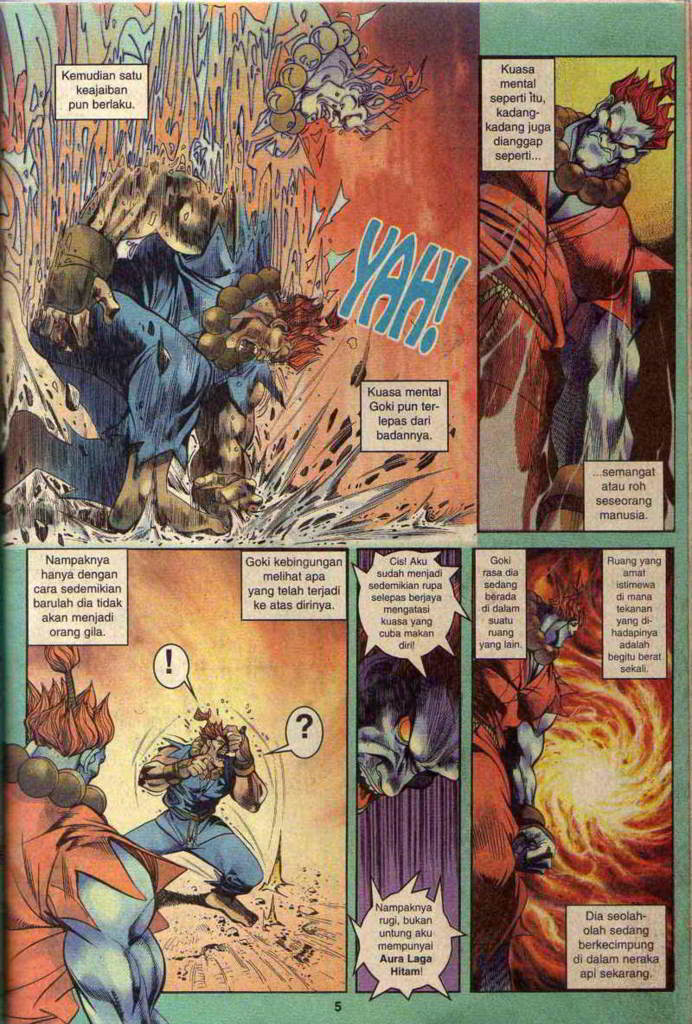 Kemudian satu
keajaiban
pun berlaku.
YAH!
Kuasa mental
Goki pun ter-
lepas dari
badannya.
Kuasa
mental
seperti itu,
kadang-
kadang juga
dianggap
seperti...
...semangat
atau roh
seseorang
manusia.
Nampaknya
hanya dengan
cara sedemikian
barulah dia tidak
akan menjadi
orang gila.
Goki kebingungan
melihat apa
yang telah terjadi
ke atas dirinya.
!
?
Cis! Aku
sudah menjadi
sedemikian rupa
selepas berjaya
mengatasi
kuasa yang
cuba makan
diri!
Nampaknya
rugi, bukan
untung aku
mempunyai
Aura Laga
Hitam!
Goki
rasa dia
sedang
berada
di dalam
suatu
ruang
yang lain.
Ruang yang
amat
istimewa
di mana
tekanan
yang di-
hadapinya
adalah
begitu berat
sekali.
Dia seolah-
olah sedang
berkecimpung
di dalam neraka
api sekarang.
5